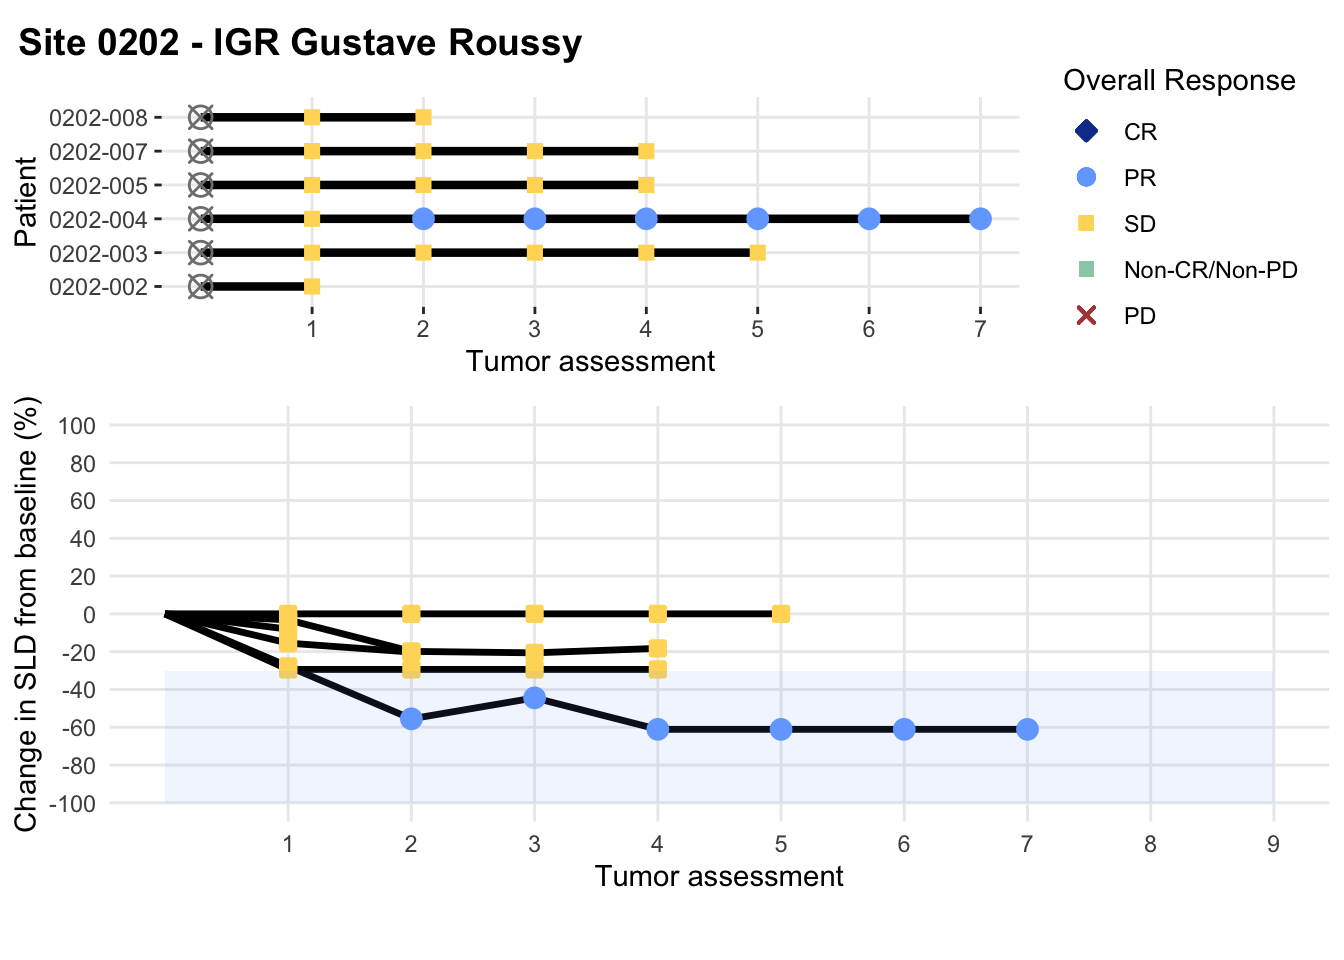 Site 0202 - IGR Gustave Roussy
Overall Response
CR
PR
SD
Non-CR/Non-PD
PD
Patient
0202-008
0202-007
0202-005
0202-004
0202-003
0202-002
1 2 3 4 5 6 7
Tumor assessment
Change in SLD from baseline (%)
100
80
60
40
20
0
-20
-40
-60
-80
-100
1 2 3 4 5 6 7 8 9
Tumor assessment